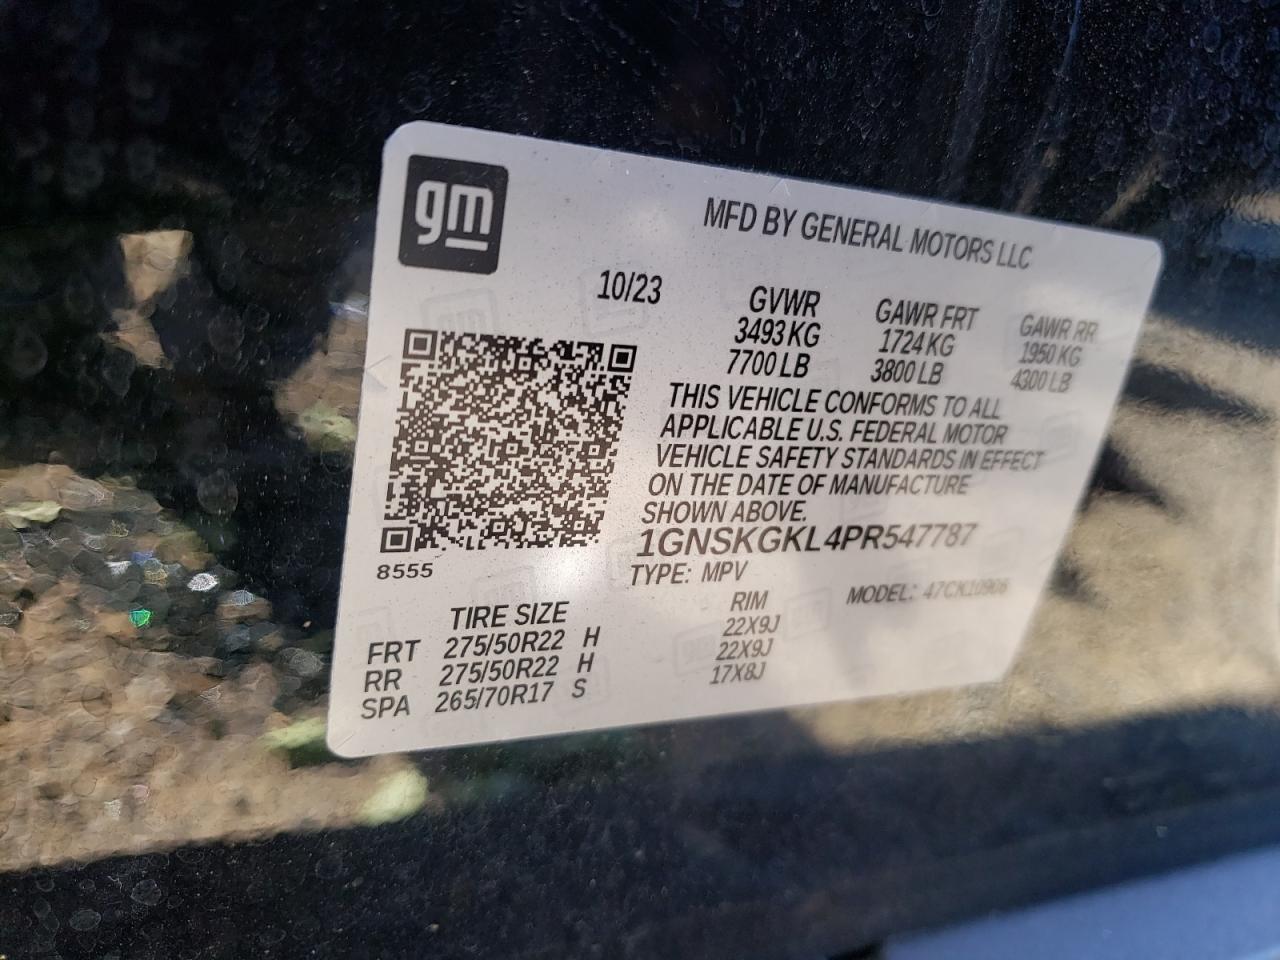 gm
MFD BY GENERAL MOTORS LLC
10/23
GVWR GAWR FRT GAWR RR
3493 KG 1724 KG 1950 KG
7700 LB 3800 LB 4300 LB
THIS VEHICLE CONFORMS TO ALL
APPLICABLE U.S. FEDERAL MOTOR
VEHICLE SAFETY STANDARDS IN EFFECT
ON THE DATE OF MANUFACTURE
SHOWN ABOVE.
1GNSKGKL4PR547787
8555
TYPE: MPV MODEL: 47CK10906
TIRE SIZE RIM
FRT 275/50R22 H 22X9J
RR 275/50R22 H 22X9J
SPA 265/70R17 S 17X8J